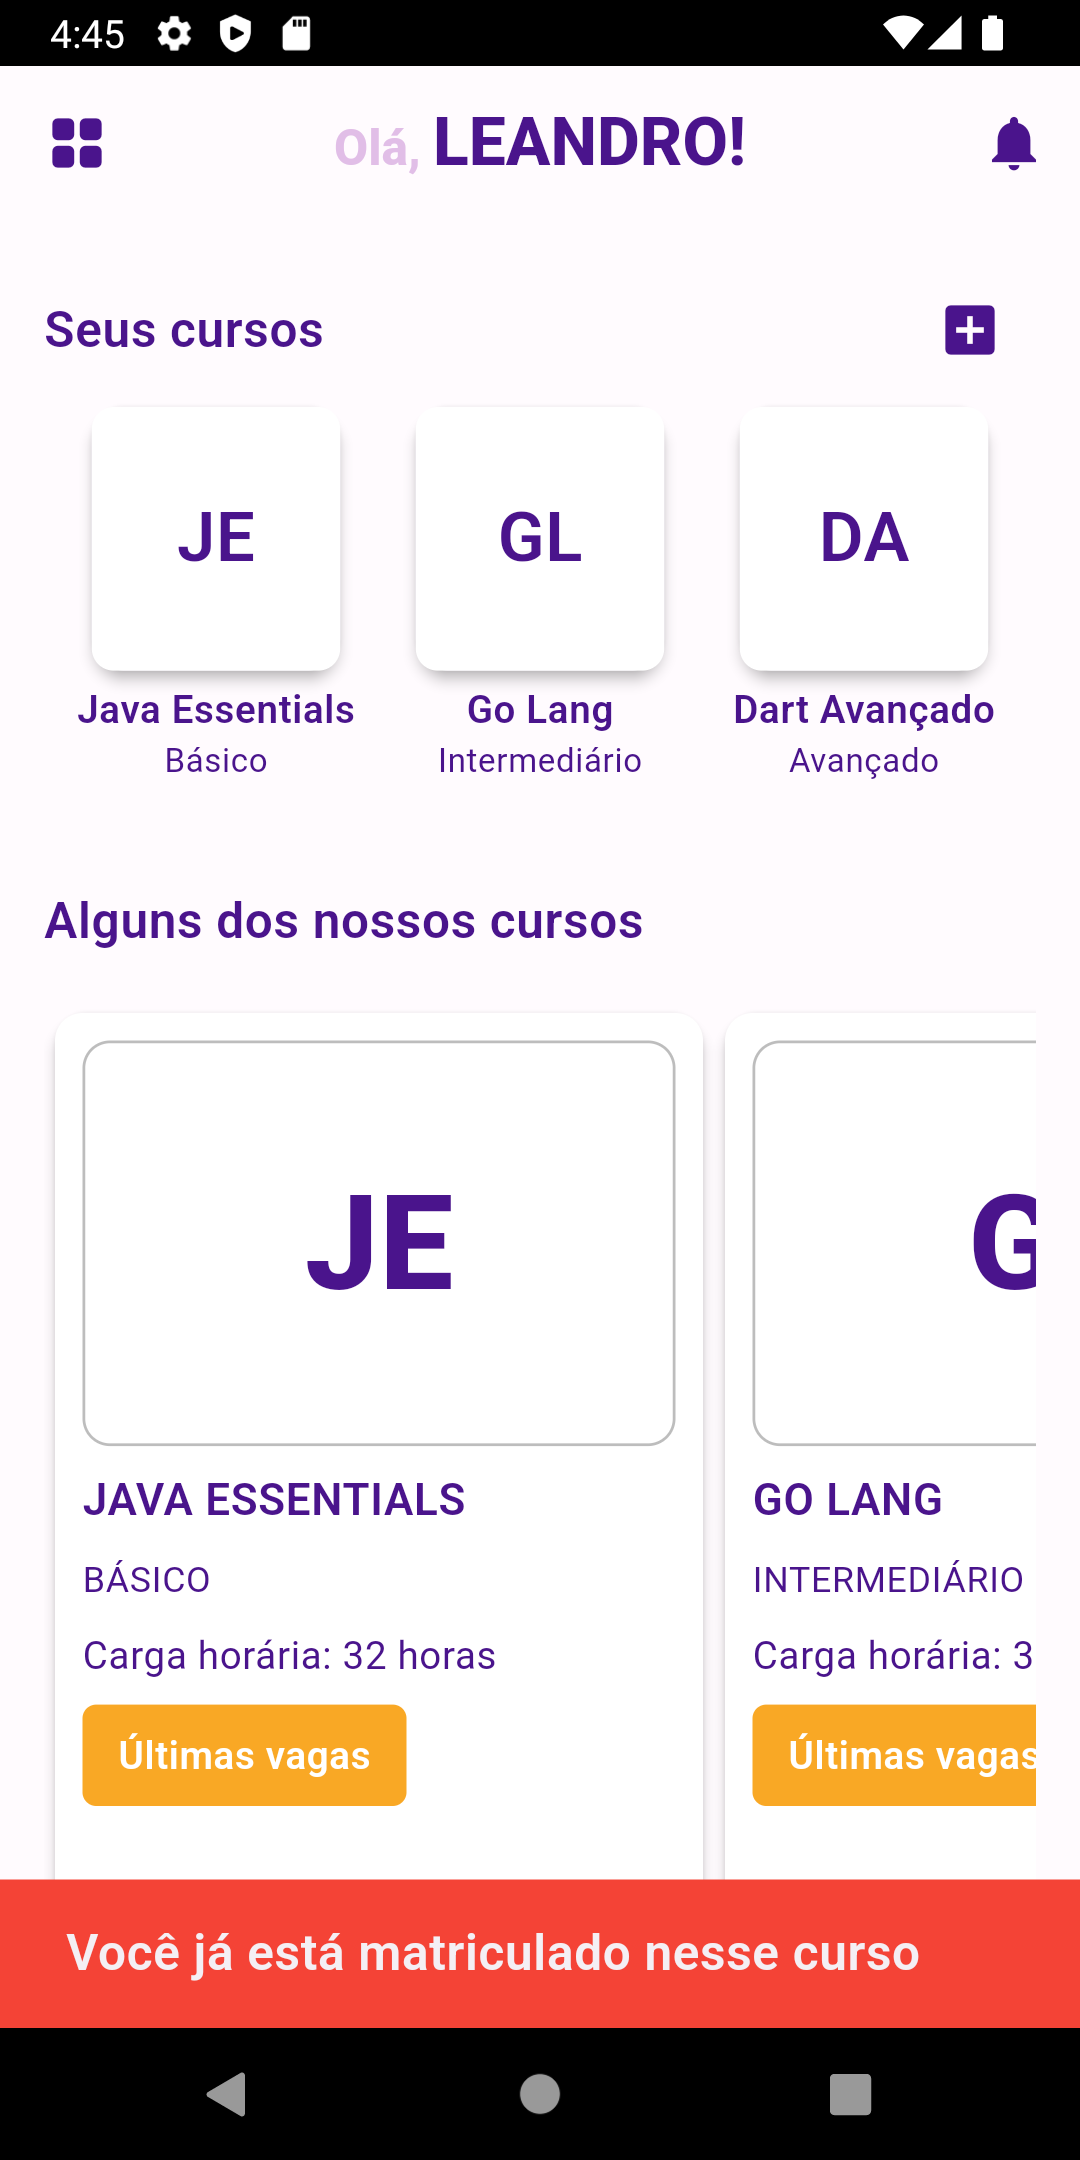 4:45
Olá, LEANDRO!
Seus cursos
JE GL DA
Java Essentials Go Lang Dart Avançado
Básico Intermediário Avançado
Alguns dos nossos cursos
JE G
JAVA ESSENTIALS GO LANG
BÁSICO INTERMEDIÁRIO
Carga horária: 32 horas Carga horária: 3
Últimas vagas Últimas vagas
Você já está matriculado nesse curso